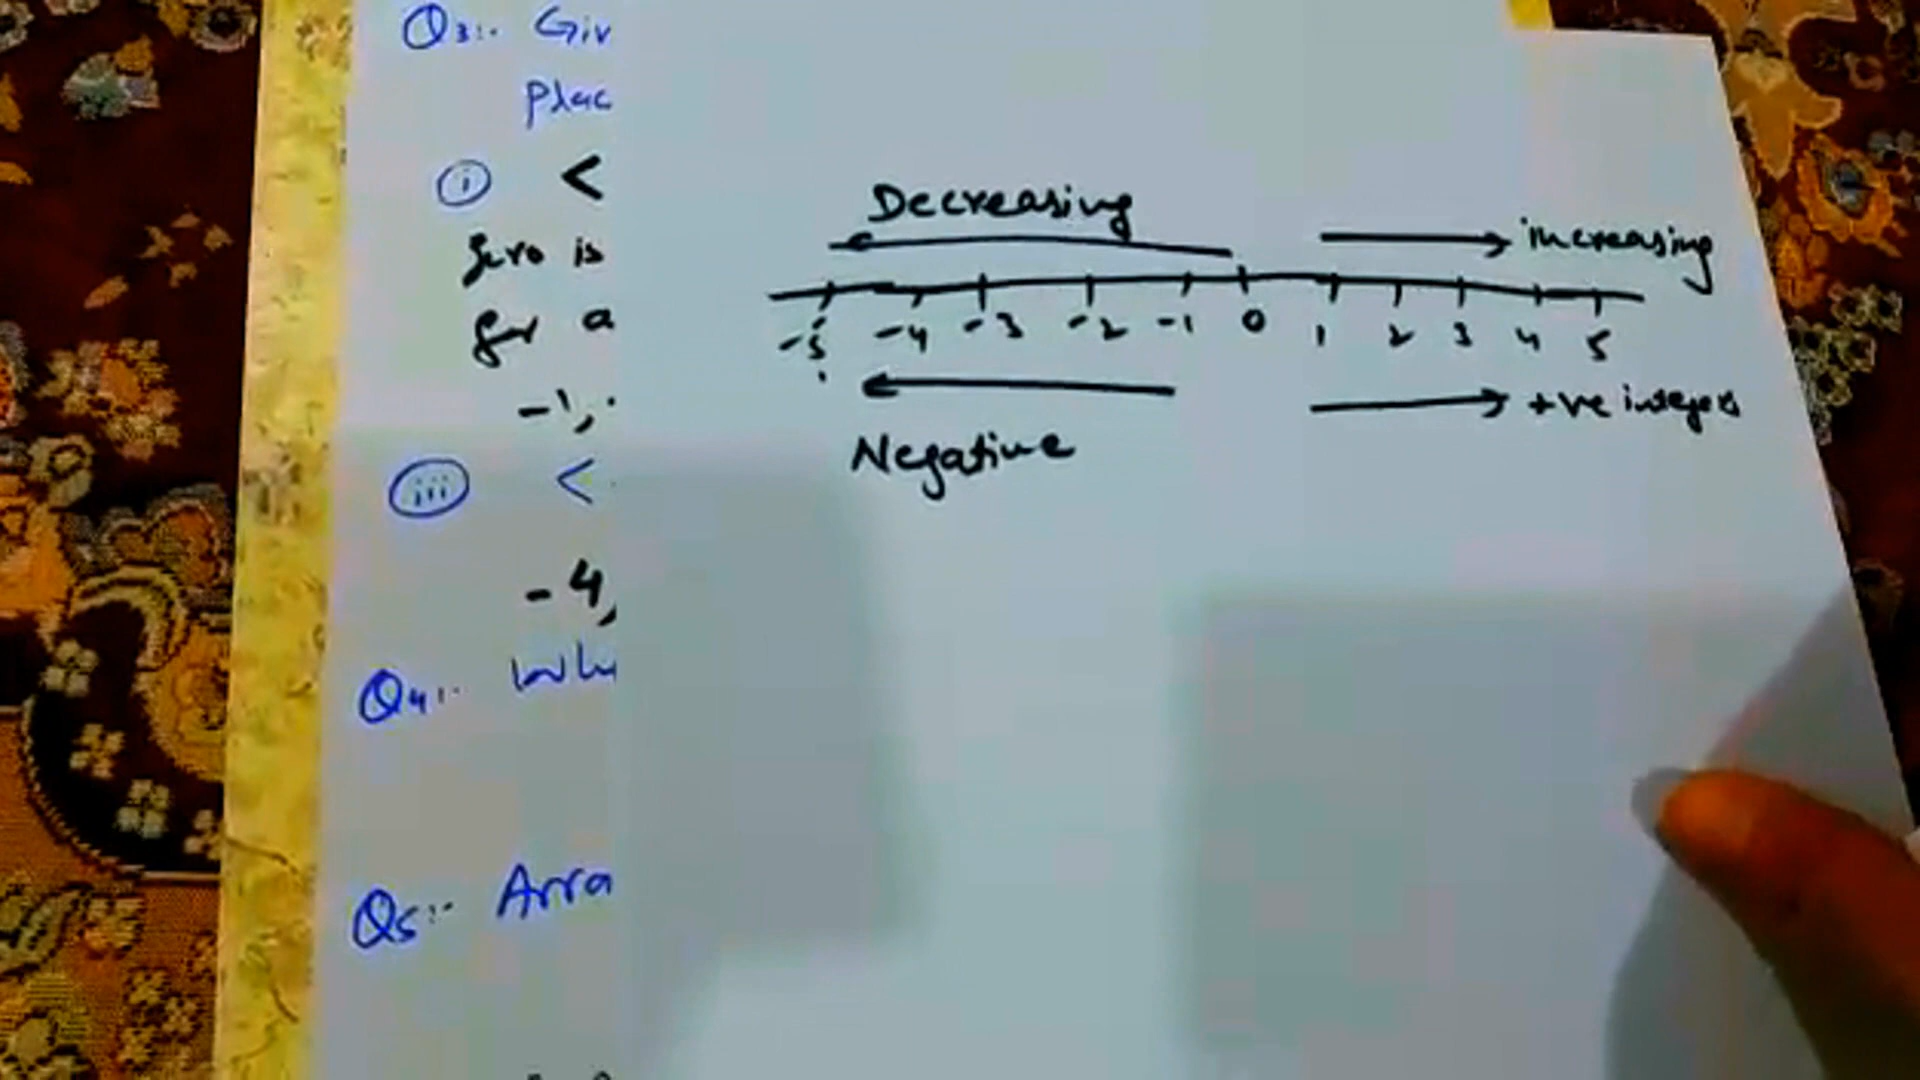 Q3:- Giv
Plac
i <
Zero is
for a
-1,
iii <
-4,
Q4:- Wh
Q5:- Arra
Decreasing
increasing
-5 -4 -3 -2 -1 0 1 2 3 4 5
+ve integers
Negative